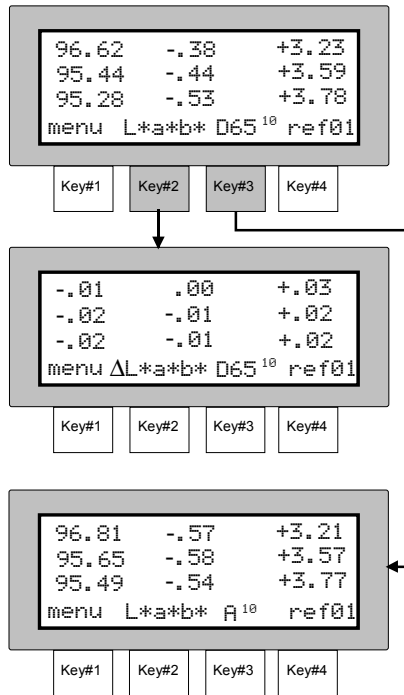 96.62 -.38 +3.23
95.44 -.44 +3.59
95.28 -.53 +3.78
menu L*a*b* D65 10 ref01
Key#1 Key#2 Key#3 Key#4
-.01 .00 +.03
-.02 -.01 +.02
-.02 -.01 +.02
menu ΔL*a*b* D65 10 ref01
Key#1 Key#2 Key#3 Key#4
96.81 -.57 +3.21
95.65 -.58 +3.57
95.49 -.54 +3.77
menu L*a*b* A 10 ref01
Key#1 Key#2 Key#3 Key#4